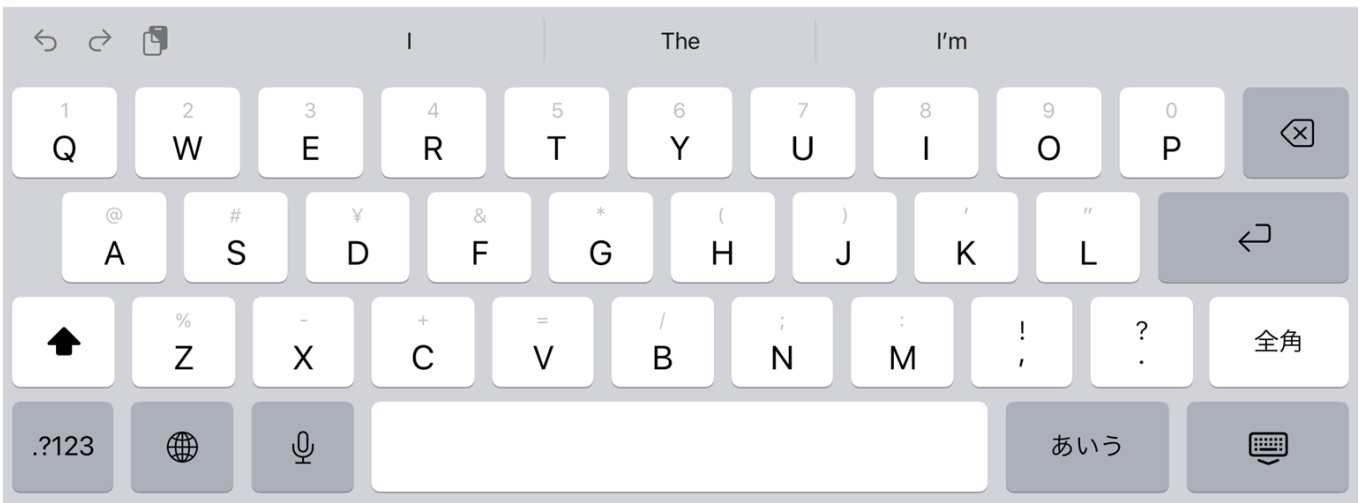 I The I’m
1 2 3 4 5 6 7 8 9 0
Q W E R T Y U I O P
@ # ¥ & * ( ) ′ ″
A S D F G H J K L
% - + = / ; : ! ?
Z X C V B N M , . 全角
.?123 あいう